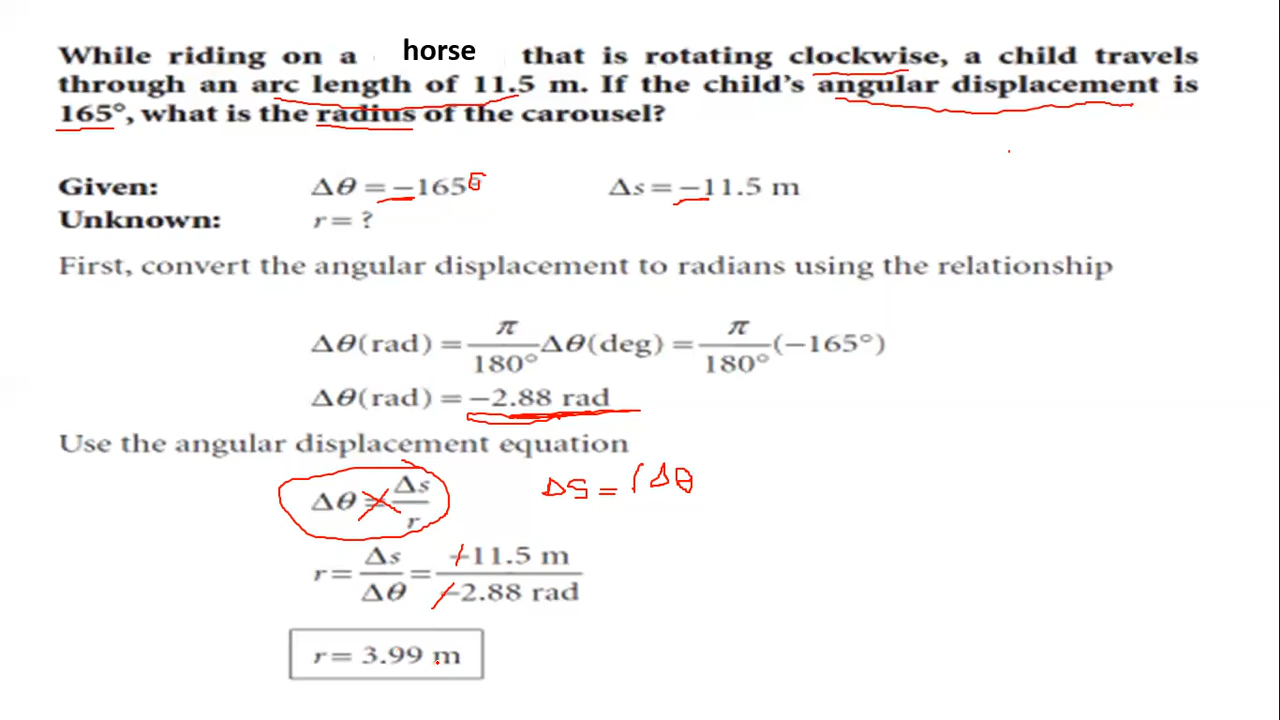 While riding on a horse that is rotating clockwise, a child travels
through an arc length of 11.5 m. If the child's angular displacement is
165°, what is the radius of the carousel?
Given: Δθ = −165° Δs = −11.5 m
Unknown: r = ?
First, convert the angular displacement to radians using the relationship
Δθ(rad) = π/180° Δθ(deg) = π/180° (−165°)
Δθ(rad) = −2.88 rad
Use the angular displacement equation
Δθ = Δs/r ΔS = rΔθ
r = Δs/Δθ = −11.5 m/−2.88 rad
r = 3.99 m